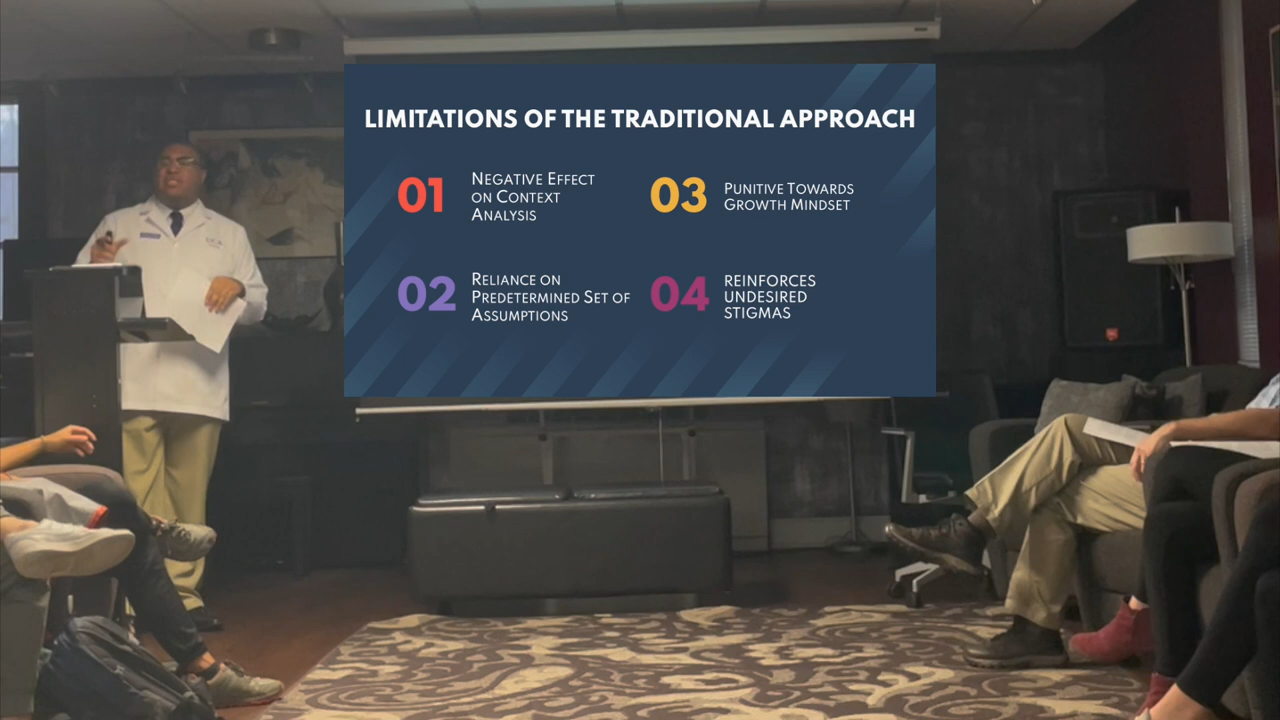 LIMITATIONS OF THE TRADITIONAL APPROACH
01
NEGATIVE EFFECT
ON CONTEXT
ANALYSIS
02
RELIANCE ON
PREDETERMINED SET OF
ASSUMPTIONS
03
PUNITIVE TOWARDS
GROWTH MINDSET
04
REINFORCES
UNDESIRED
STIGMAS
UCA